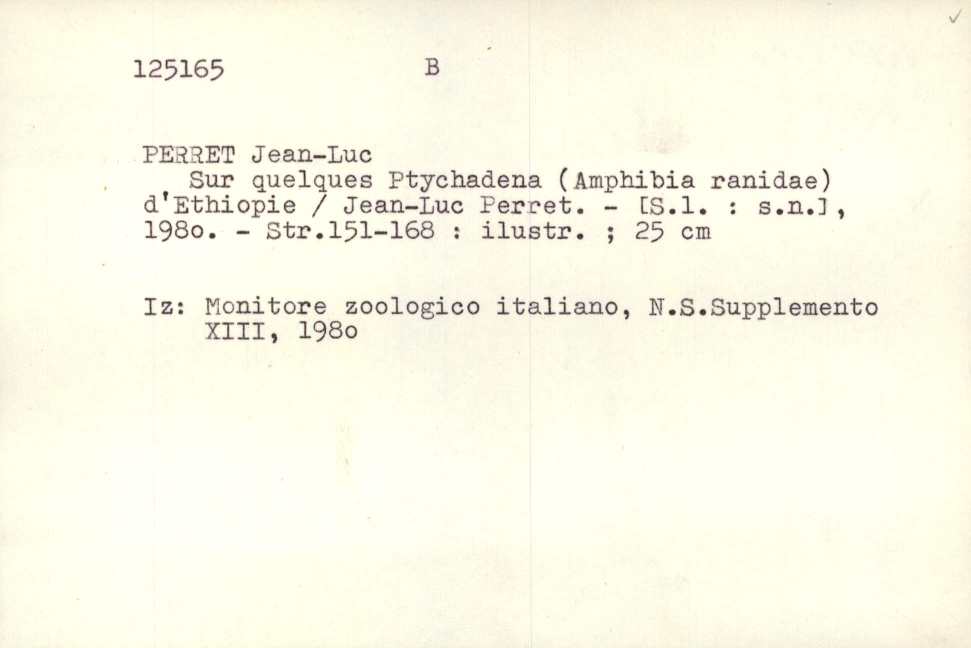 125165 B
PERRET Jean-Luc
Sur quelques Ptychadena (Amphibia ranidae)
d'Ethiopie / Jean-Luc Perret. - [S.l. : s.n.],
198o. - Str.151-168 : ilustr. ; 25 cm
Iz: Monitore zoologico italiano, N.S.Supplemento
XIII, 198o